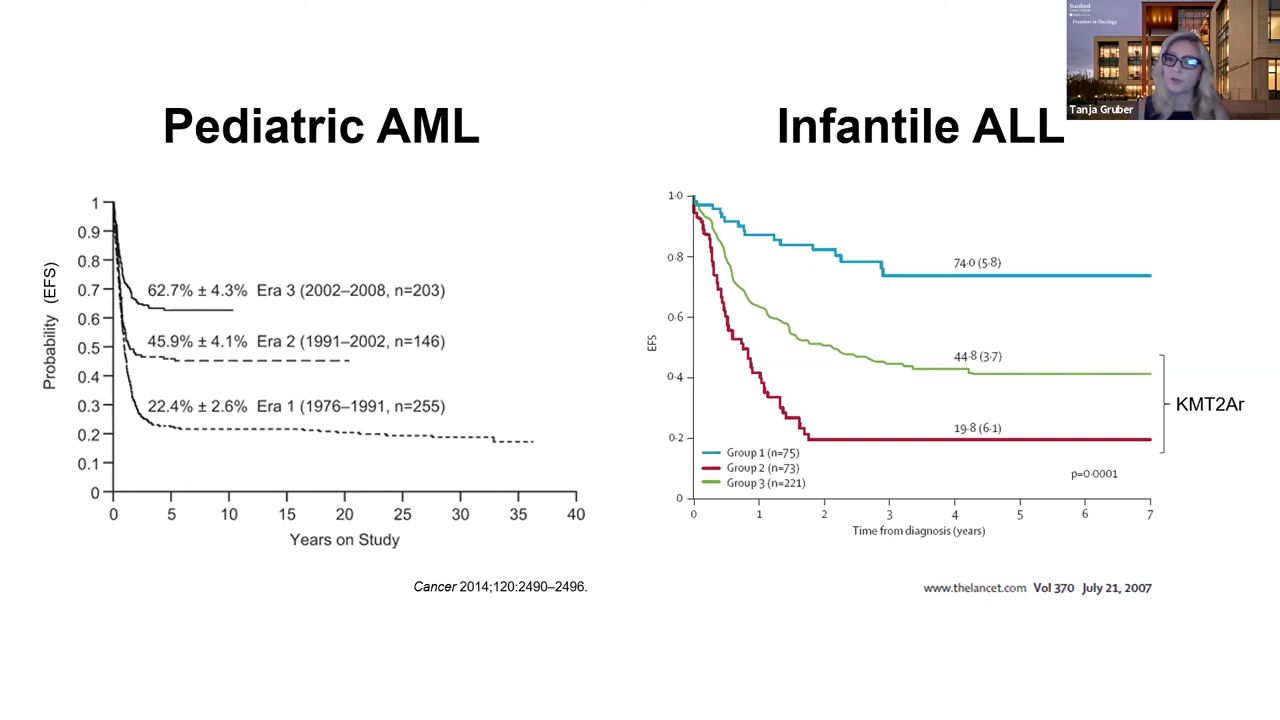 Stanford
Frontiers in Oncology
Tanja Gruber
Pediatric AML
Infantile ALL
Probability (EFS)
1
0.9
0.8
0.7
0.6
0.5
0.4
0.3
0.2
0.1
0
62.7% ± 4.3% Era 3 (2002–2008, n=203)
45.9% ± 4.1% Era 2 (1991–2002, n=146)
22.4% ± 2.6% Era 1 (1976–1991, n=255)
0 5 10 15 20 25 30 35 40
Years on Study
Cancer 2014;120:2490–2496.
EFS
1·0
0·8
0·6
0·4
0·2
0
74·0 (5·8)
44·8 (3·7)
19·8 (6·1)
KMT2Ar
Group 1 (n=75)
Group 2 (n=73)
Group 3 (n=221)
p=0·0001
0 1 2 3 4 5 6 7
Time from diagnosis (years)
www.thelancet.com Vol 370 July 21, 2007